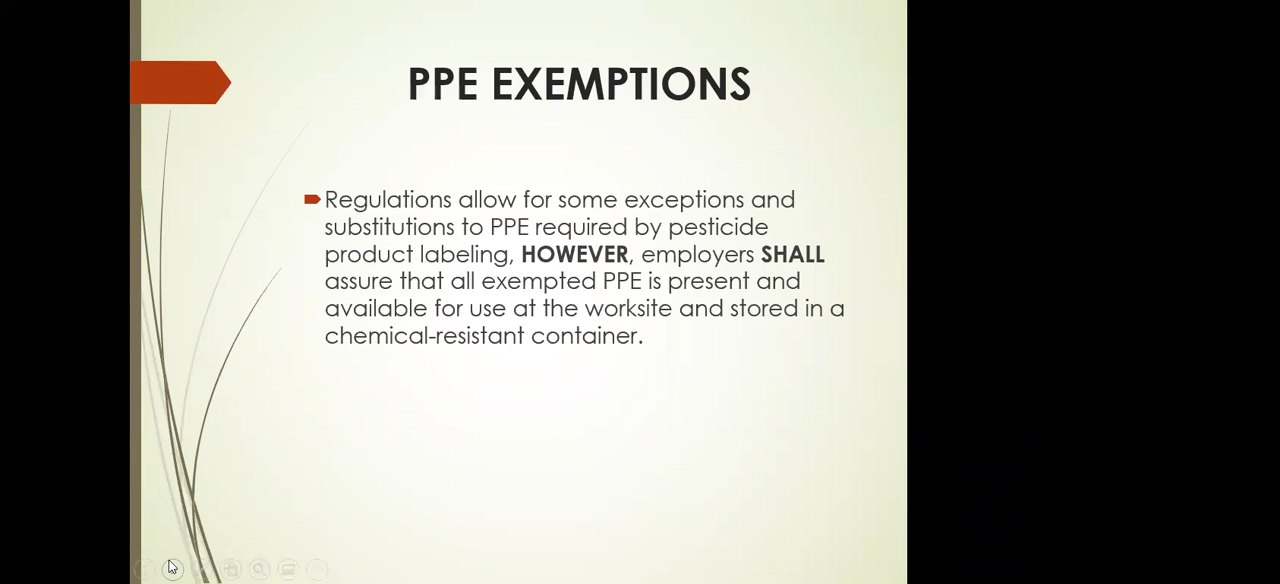 PPE EXEMPTIONS
Regulations allow for some exceptions and
substitutions to PPE required by pesticide
product labeling, HOWEVER, employers SHALL
assure that all exempted PPE is present and
available for use at the worksite and stored in a
chemical-resistant container.